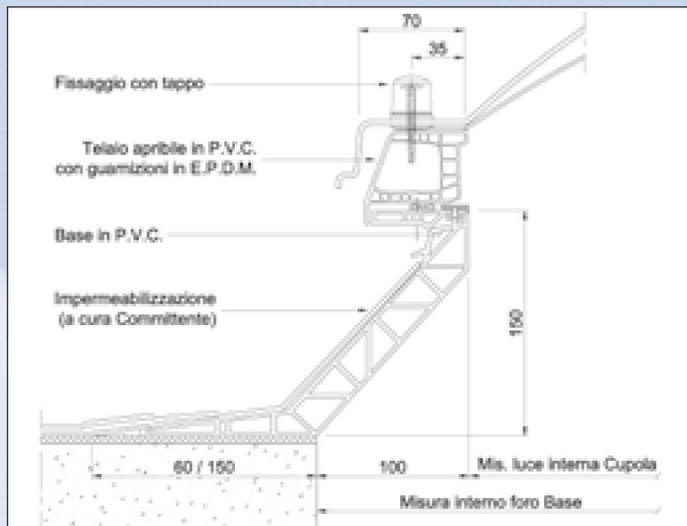 70
35
Fissaggio con tappo
Telaio apribile in P.V.C.
con guarnizioni in E.P.D.M.
Base in P.V.C.
Impermeabilizzazione
(a cura Committente)
150
60 / 150
100
Mis. luce interna Cupola
Misura interno foro Base